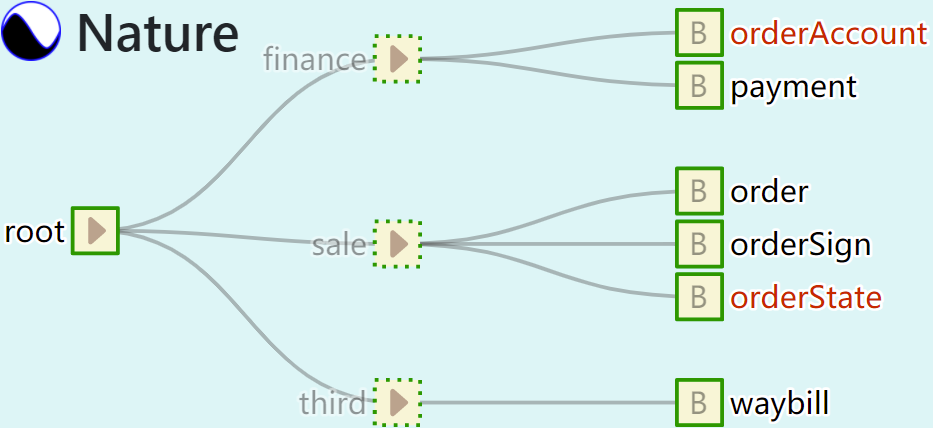 Nature
root
finance
B orderAccount
B payment
sale
B order
B orderSign
B orderState
third
B waybill